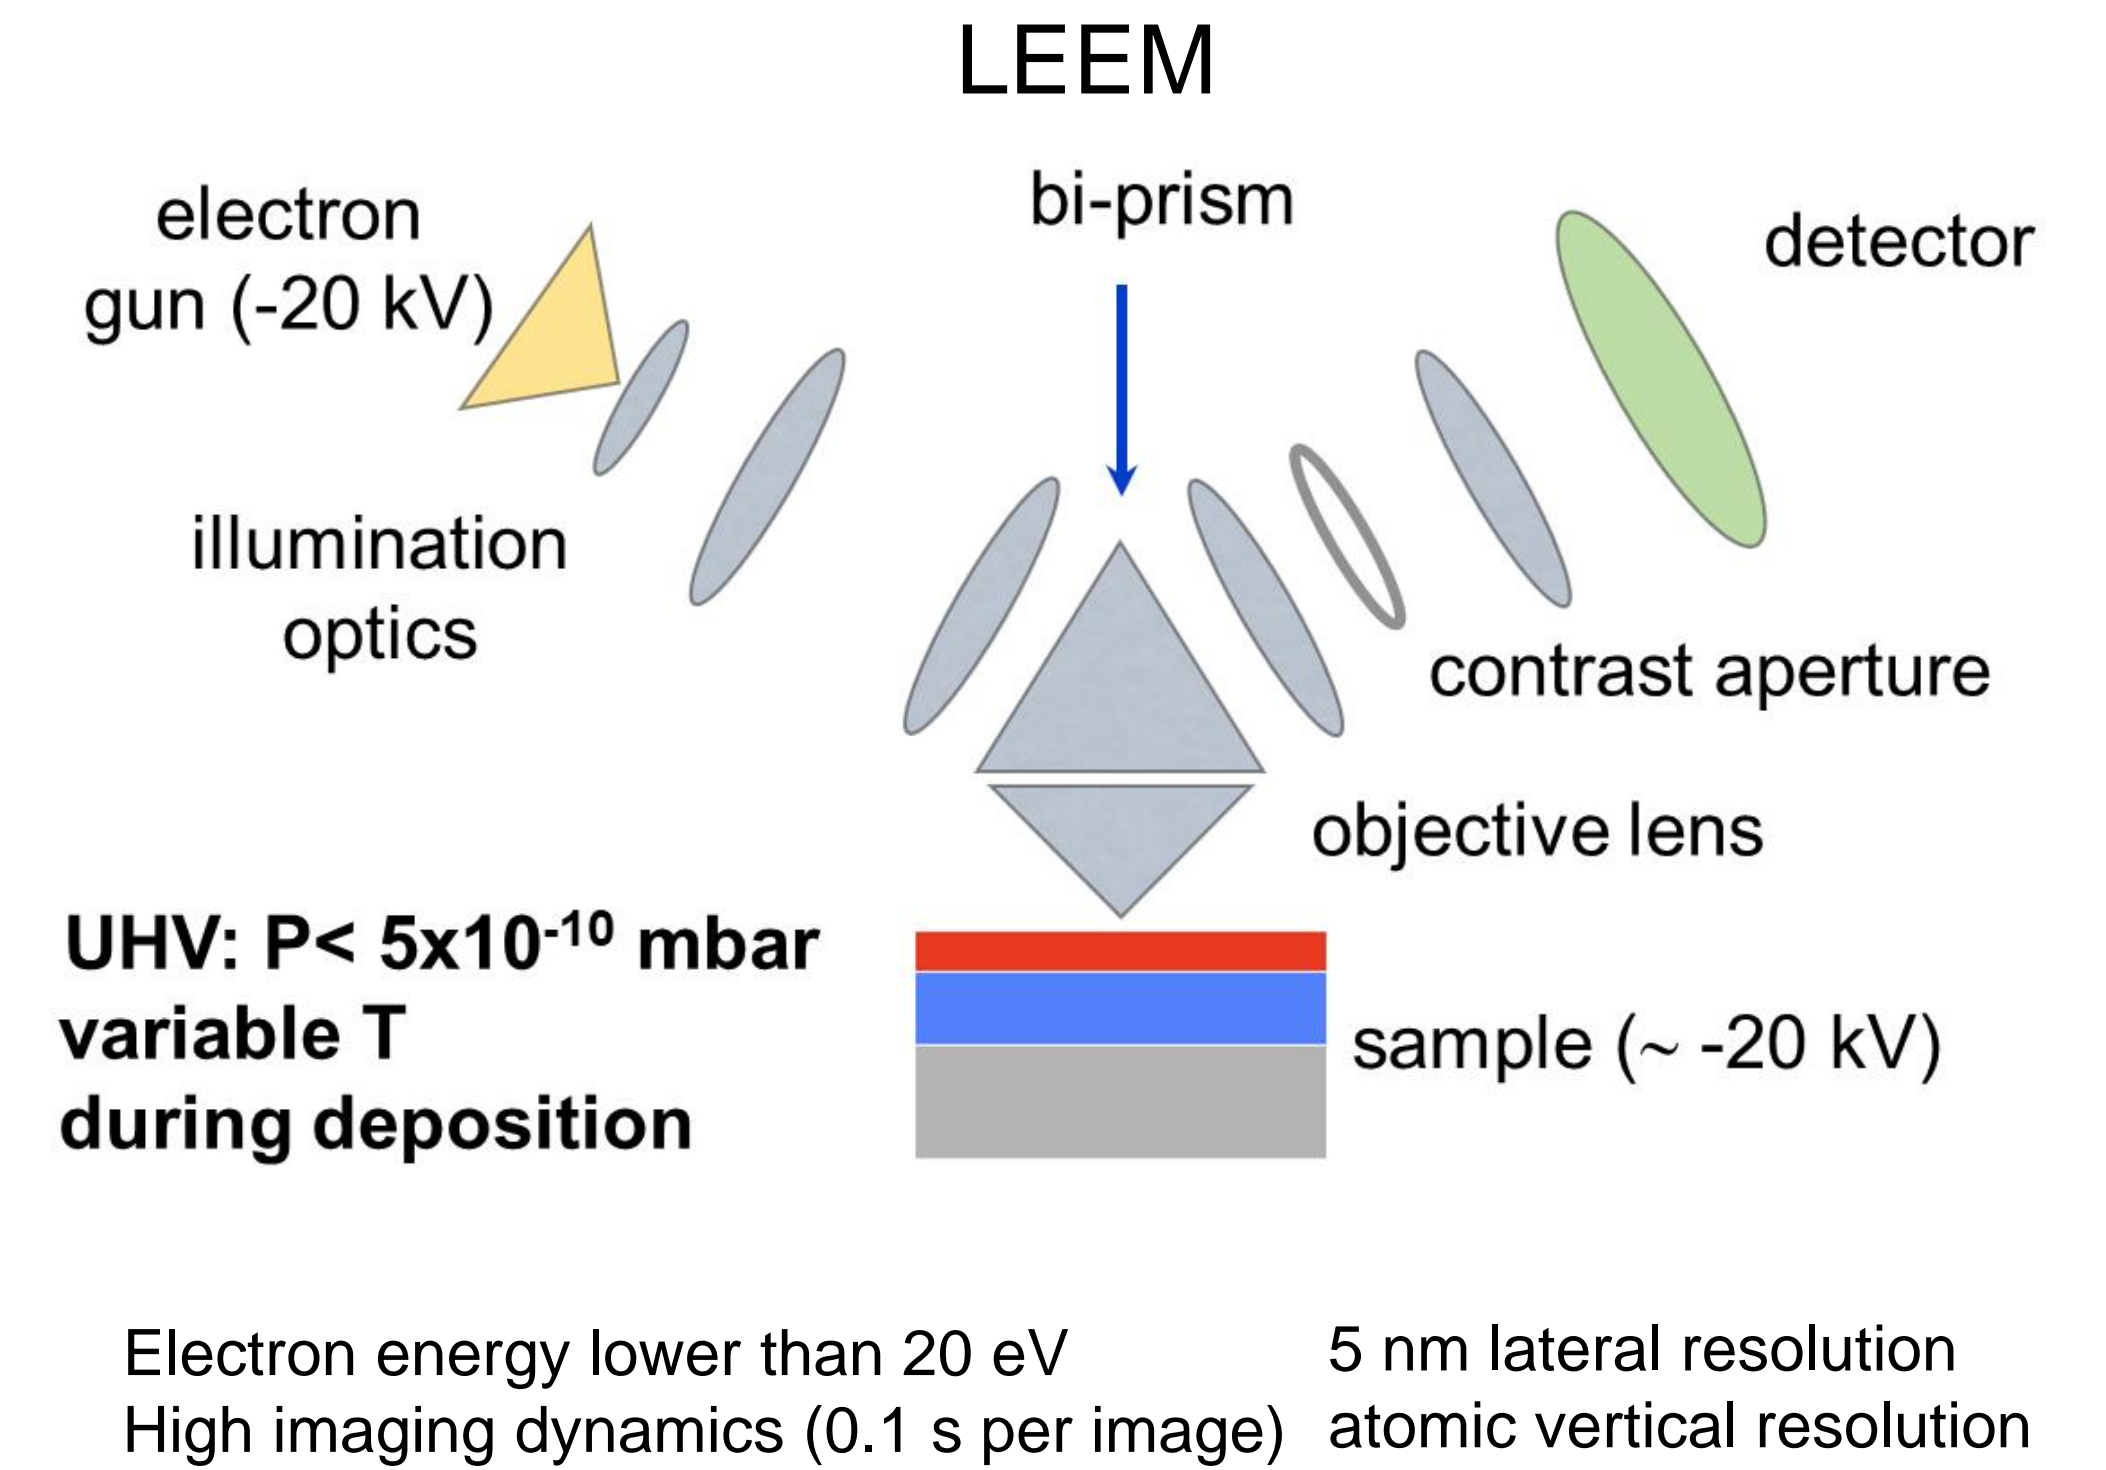 LEEM
electron
gun (-20 kV)
bi-prism
detector
illumination
optics
contrast aperture
objective lens
UHV: P< 5x10⁻¹⁰ mbar
variable T
during deposition
sample (~ -20 kV)
Electron energy lower than 20 eV
High imaging dynamics (0.1 s per image)
5 nm lateral resolution
atomic vertical resolution